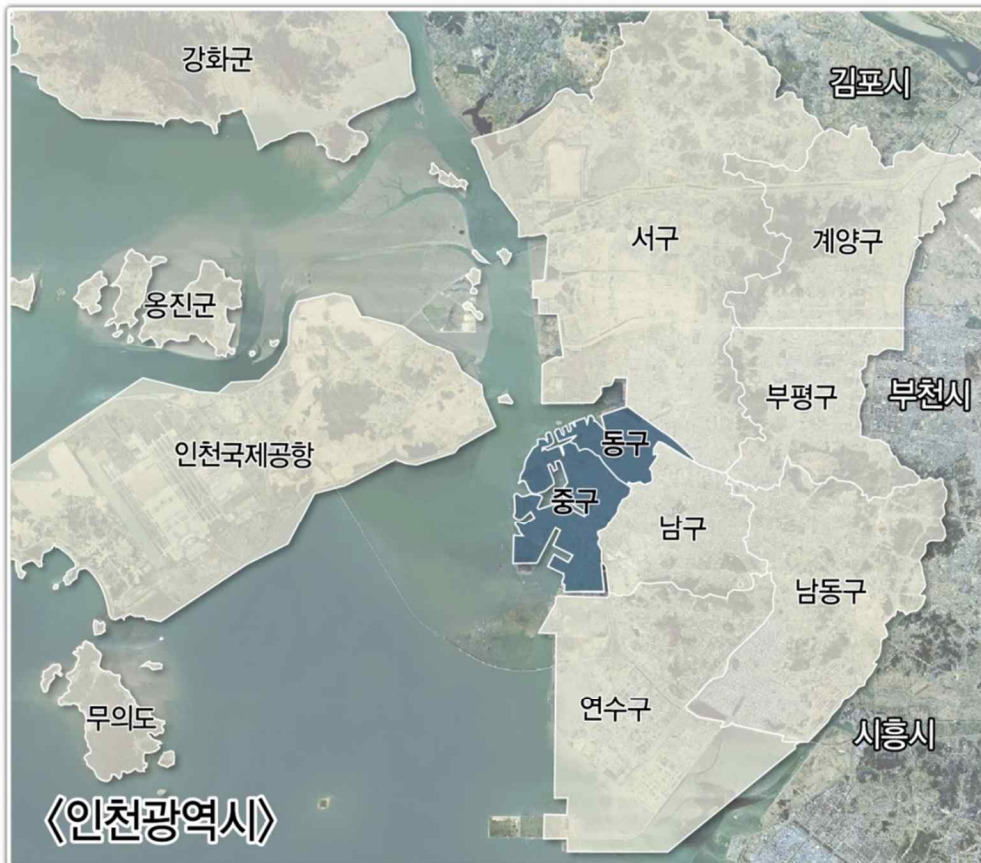 강화군
김포시
서구
계양구
옹진군
부평구
부천시
인천국제공항
동구
중구
남구
남동구
연수구
무의도
시흥시
〈인천광역시〉